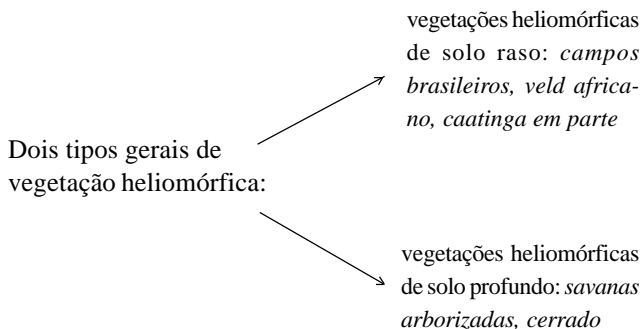 vegetações heliomórficas
de solo raso: campos
brasileiros, veld africa-
no, caatinga em parte
Dois tipos gerais de
vegetação heliomórfica:
vegetações heliomórficas
de solo profundo: savanas
arborizadas, cerrado